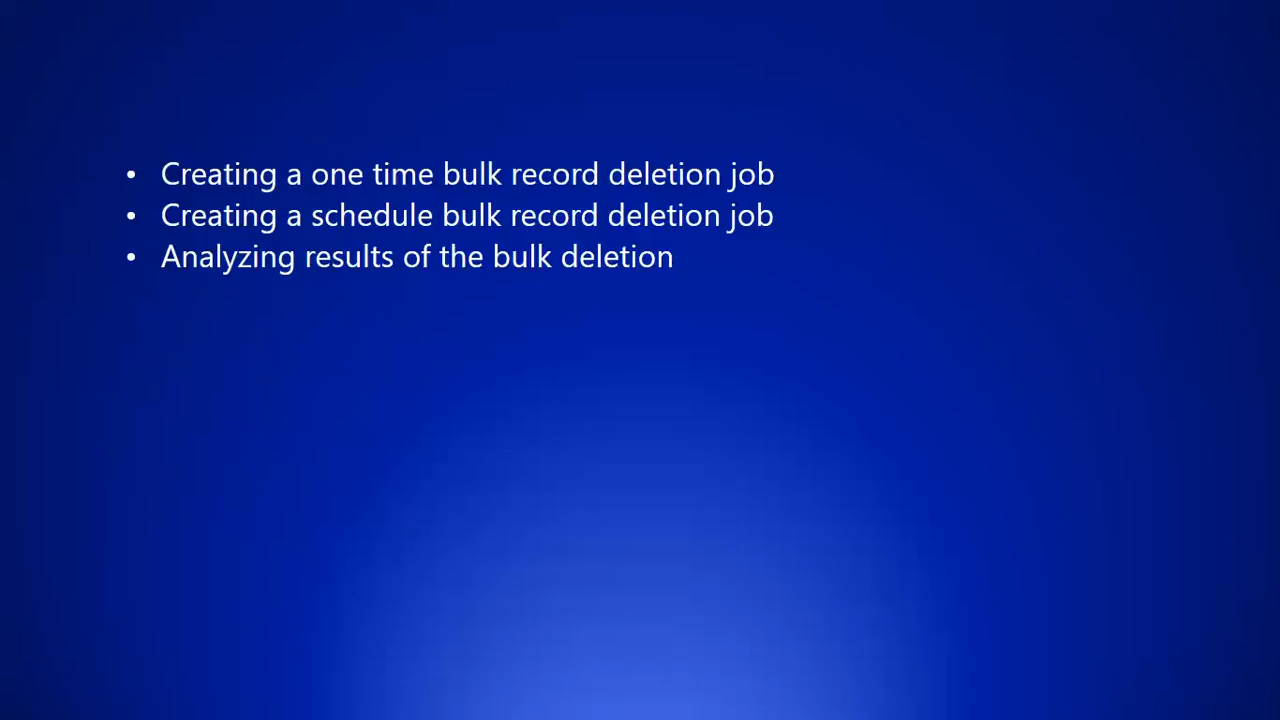 • Creating a one time bulk record deletion job
• Creating a schedule bulk record deletion job
• Analyzing results of the bulk deletion